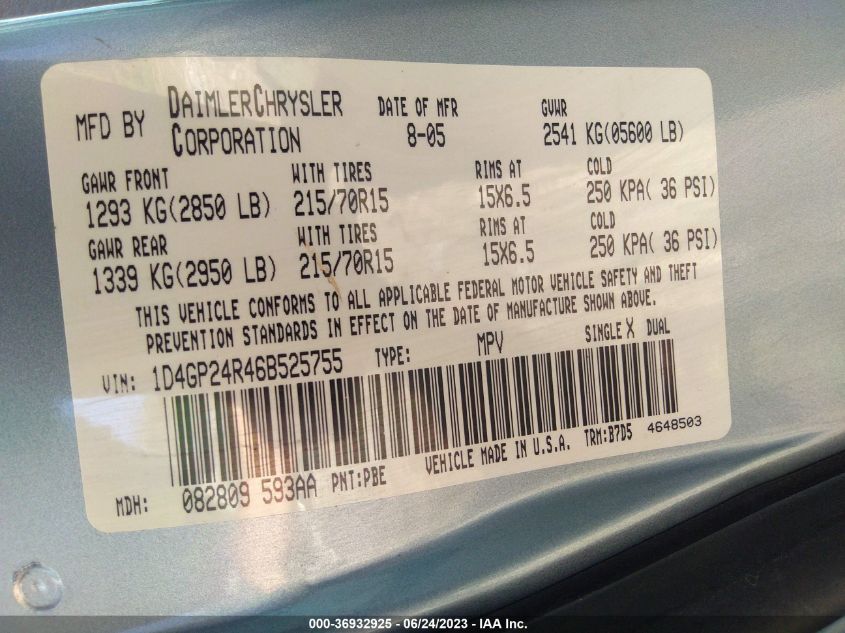 MFD BY DAIMLERCHRYSLER CORPORATION
DATE OF MFR 8-05
GVWR 2541 KG(05600 LB)
GAWR FRONT WITH TIRES RIMS AT COLD
1293 KG(2850 LB) 215/70R15 15X6.5 250 KPA( 36 PSI)
GAWR REAR WITH TIRES RIMS AT COLD
1339 KG(2950 LB) 215/70R15 15X6.5 250 KPA( 36 PSI)
THIS VEHICLE CONFORMS TO ALL APPLICABLE FEDERAL MOTOR VEHICLE SAFETY AND THEFT
PREVENTION STANDARDS IN EFFECT ON THE DATE OF MANUFACTURE SHOWN ABOVE.
VIN: 1D4GP24R46B525755 TYPE: MPV SINGLE X DUAL
MDH: 082809 593AA PNT:PBE VEHICLE MADE IN U.S.A. TRM:B7D5 4648503
000-36932925 - 06/24/2023 - IAA Inc.